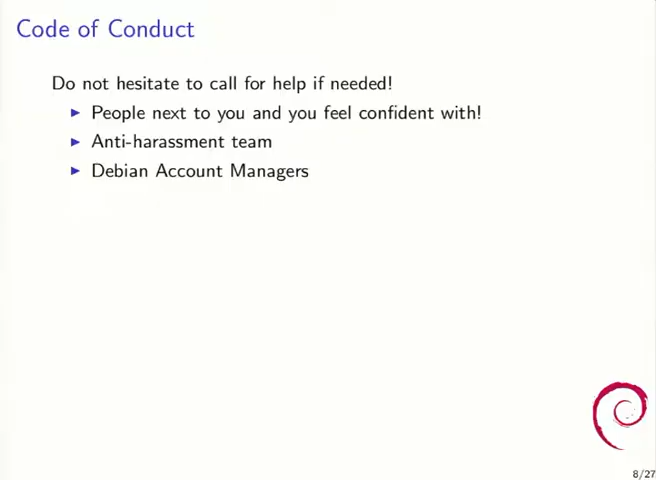 Code of Conduct
Do not hesitate to call for help if needed!
▶ People next to you and you feel confident with!
▶ Anti-harassment team
▶ Debian Account Managers
8/27